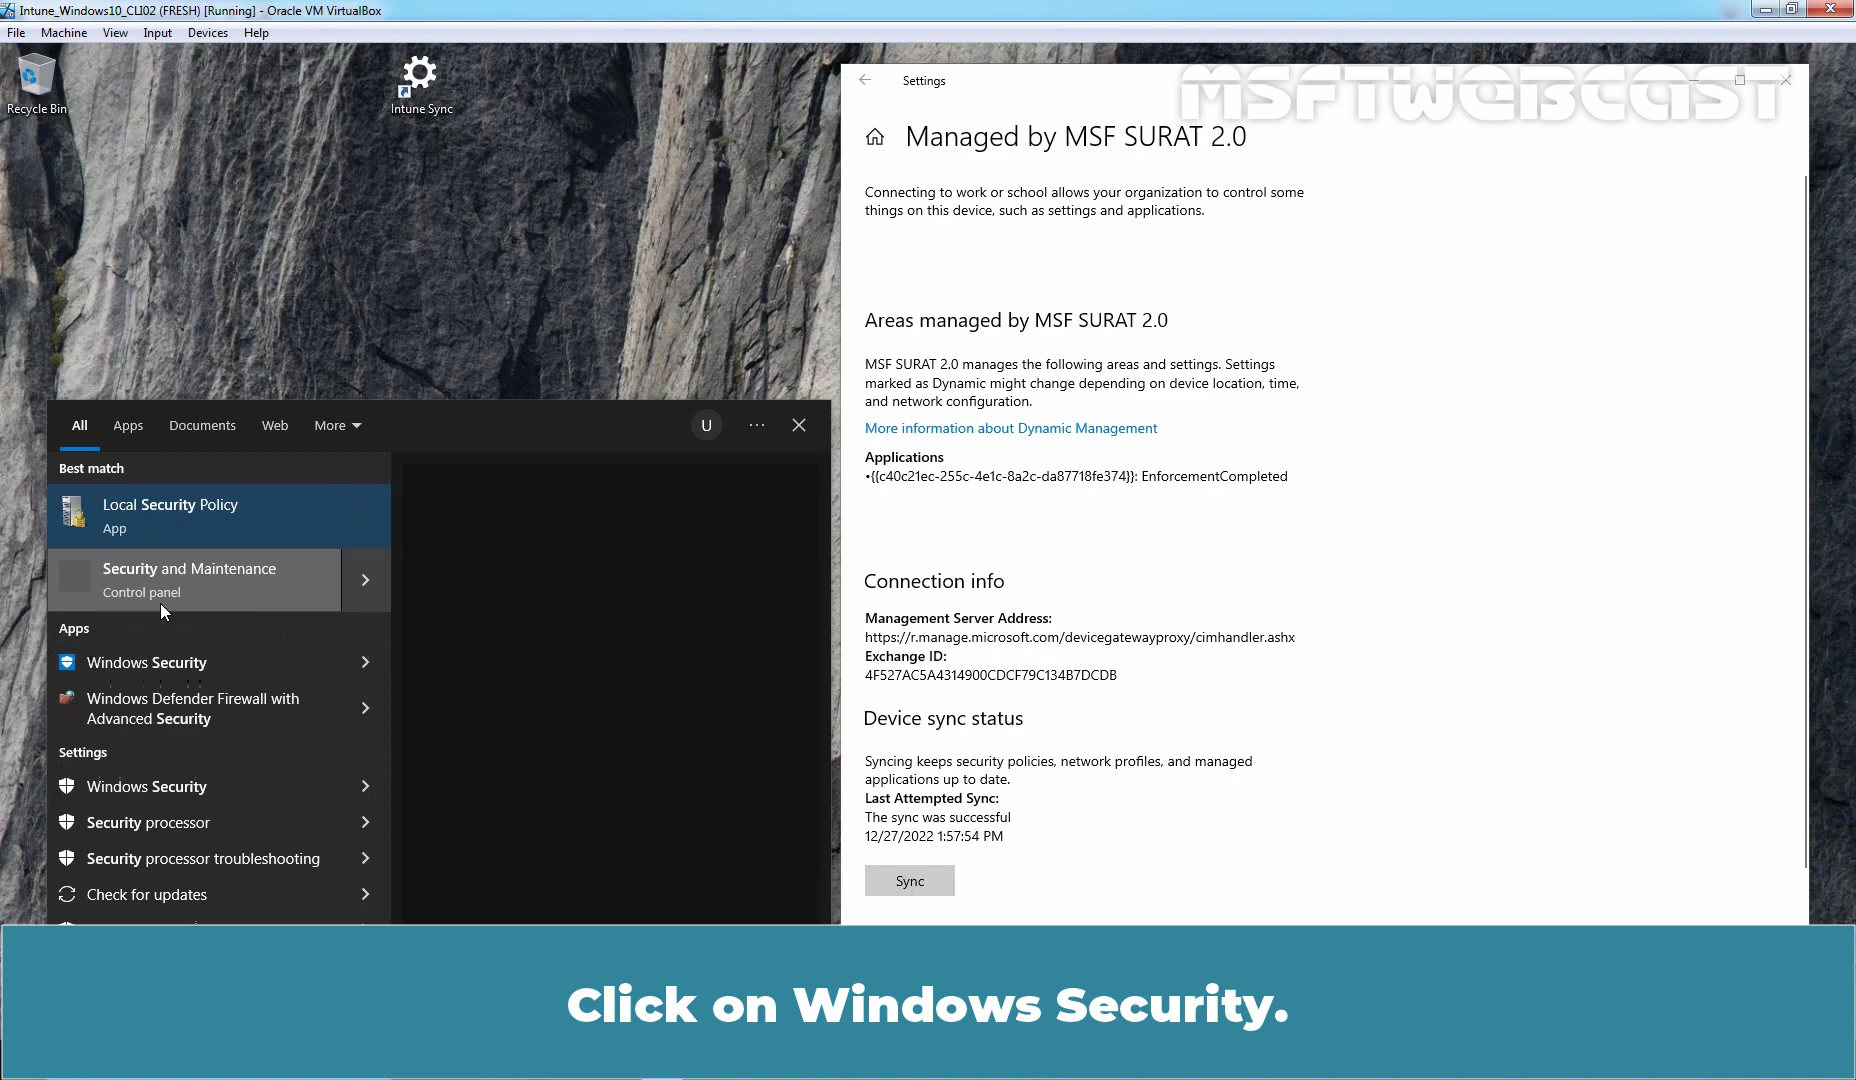 Intune_Windows10_CLI02 (FRESH) [Running] - Oracle VM VirtualBox
File Machine View Input Devices Help
Recycle Bin
Intune Sync
Settings
MSFTWEBCAST
Managed by MSF SURAT 2.0
Connecting to work or school allows your organization to control some
things on this device, such as settings and applications.
Areas managed by MSF SURAT 2.0
MSF SURAT 2.0 manages the following areas and settings. Settings
marked as Dynamic might change depending on device location, time,
and network configuration.
More information about Dynamic Management
Applications
•{{c40c21ec-255c-4e1c-8a2c-da87718fe374}}: EnforcementCompleted
Connection info
Management Server Address:
https://r.manage.microsoft.com/devicegatewayproxy/cimhandler.ashx
Exchange ID:
4F527AC5A4314900CDCF79C134B7DCDB
Device sync status
Syncing keeps security policies, network profiles, and managed
applications up to date.
Last Attempted Sync:
The sync was successful
12/27/2022 1:57:54 PM
Sync
All Apps Documents Web More U ...
Best match
Local Security Policy
App
Security and Maintenance
Control panel
Apps
Windows Security
Windows Defender Firewall with
Advanced Security
Settings
Windows Security
Security processor
Security processor troubleshooting
Check for updates
Click on Windows Security.